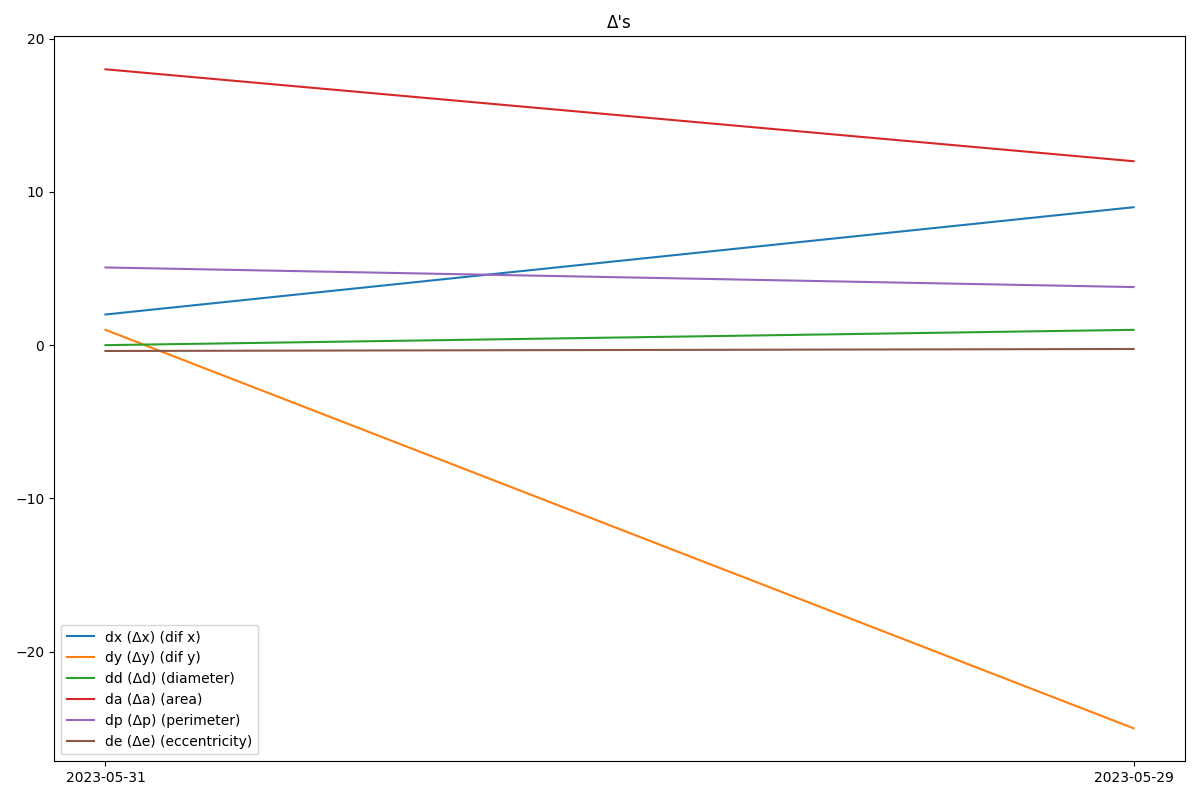 Δ's
20
10
0
−10
−20
dx (Δx) (dif x)
dy (Δy) (dif y)
dd (Δd) (diameter)
da (Δa) (area)
dp (Δp) (perimeter)
de (Δe) (eccentricity)
2023-05-31
2023-05-29